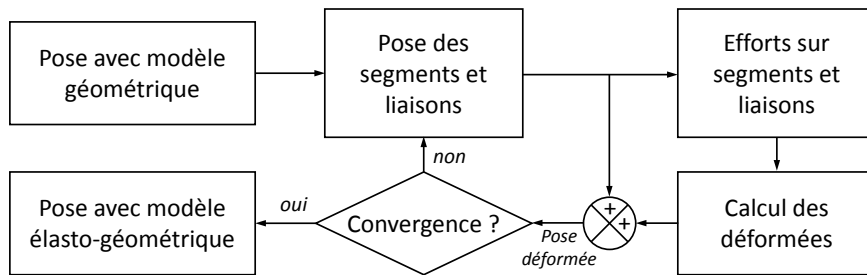 Pose avec modèle
géométrique
Pose des
segments et
liaisons
Efforts sur
segments et
liaisons
non
oui
Pose avec modèle
élasto-géométrique
Convergence ?
Pose
déformée
+
+
Calcul des
déformées